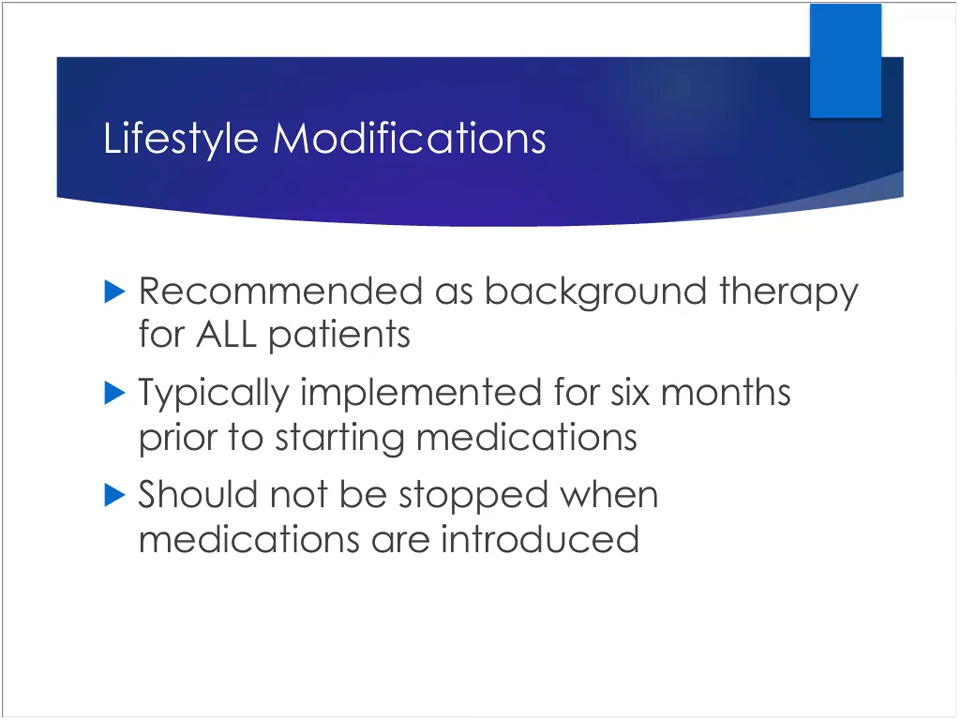 Lifestyle Modifications
Recommended as background therapy
for ALL patients
Typically implemented for six months
prior to starting medications
Should not be stopped when
medications are introduced